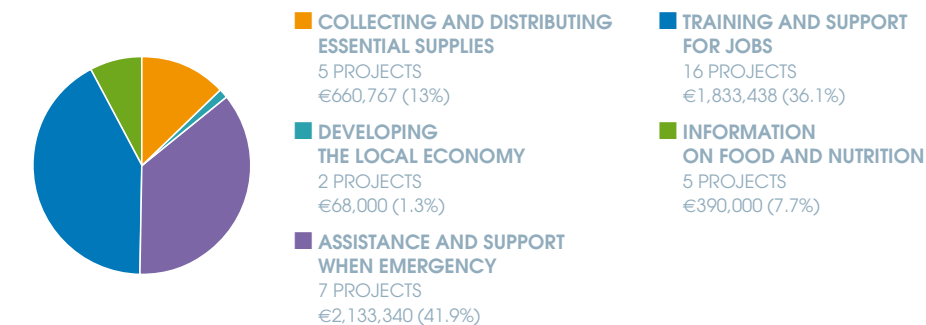 COLLECTING AND DISTRIBUTING
ESSENTIAL SUPPLIES
5 PROJECTS
€660,767 (13%)
DEVELOPING
THE LOCAL ECONOMY
2 PROJECTS
€68,000 (1.3%)
ASSISTANCE AND SUPPORT
WHEN EMERGENCY
7 PROJECTS
€2,133,340 (41.9%)
TRAINING AND SUPPORT
FOR JOBS
16 PROJECTS
€1,833,438 (36.1%)
INFORMATION
ON FOOD AND NUTRITION
5 PROJECTS
€390,000 (7.7%)